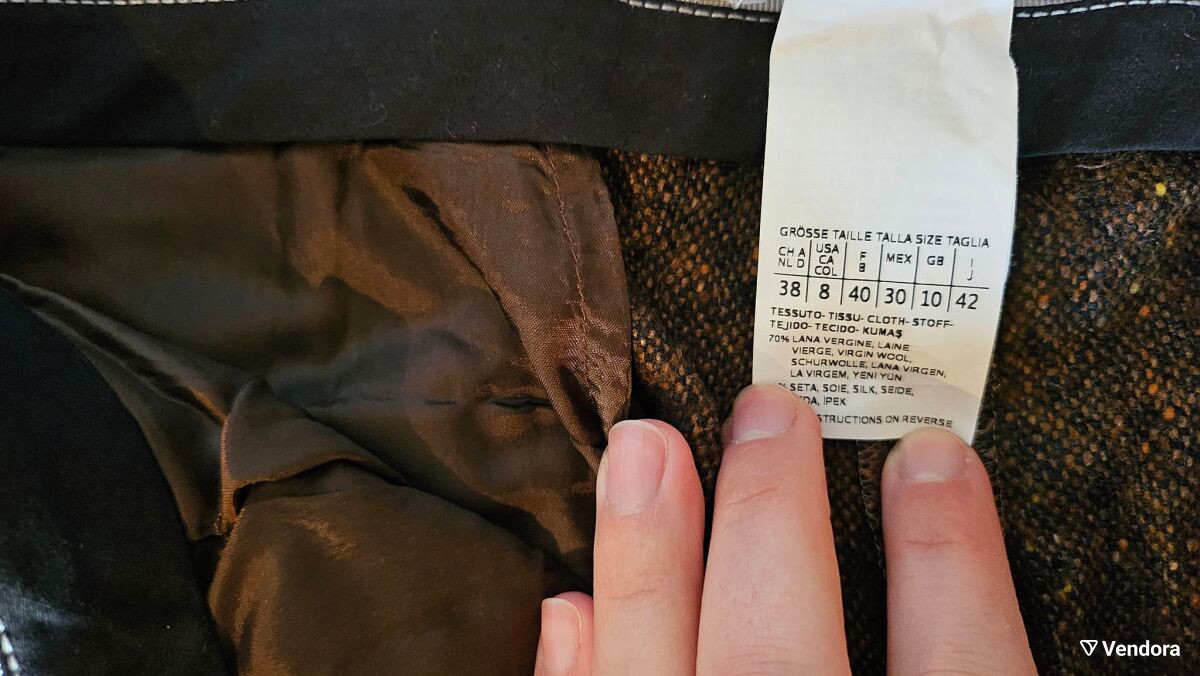 GRÖSSE TAILLE TALLA SIZE TAGLIA
CH A NL D | USA CA COL | F B | MEX | GB | I J
38 | 8 | 40 | 30 | 10 | 42
TESSUTO- TISSU- CLOTH- STOFF-
TEJIDO- TECIDO- KUMAŞ
70% LANA VERGINE, LAINE
VIERGE, VIRGIN WOOL,
SCHURWOLLE, LANA VIRGEN,
LA VIRGEM, YENI YÜN
% SETA, SOIE, SILK, SEIDE,
IPEK
ON REVERSE
Vendora